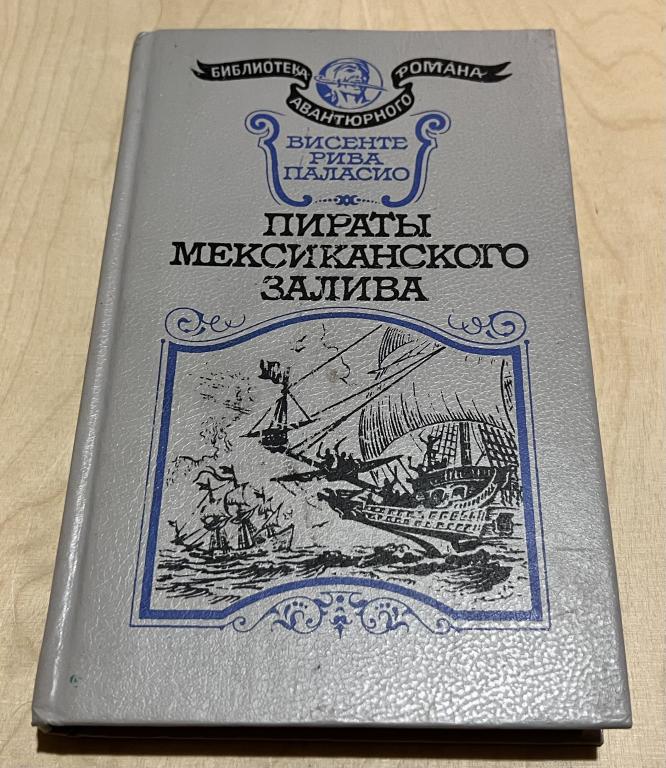 БИБЛИОТЕКА АВАНТЮРНОГО РОМАНА
ВИСЕНТЕ
РИВА
ПАЛАСИО
ПИРАТЫ
МЕКСИКАНСКОГО
ЗАЛИВА